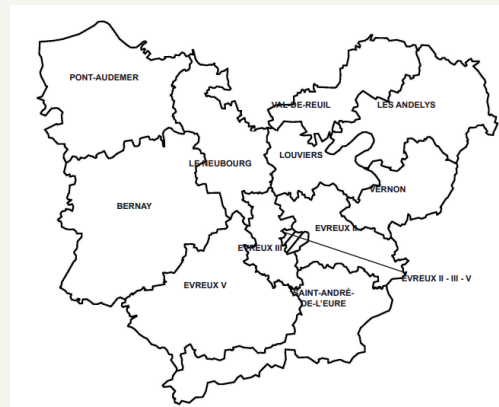 PONT-AUDEMER
VAL-DE-REUIL
LES ANDELYS
LE NEUBOURG
LOUVIERS
VERNON
BERNAY
EVREUX II
EVREUX III
EVREUX II - III - V
EVREUX V
SAINT-ANDRÉ-
DE-L'EURE